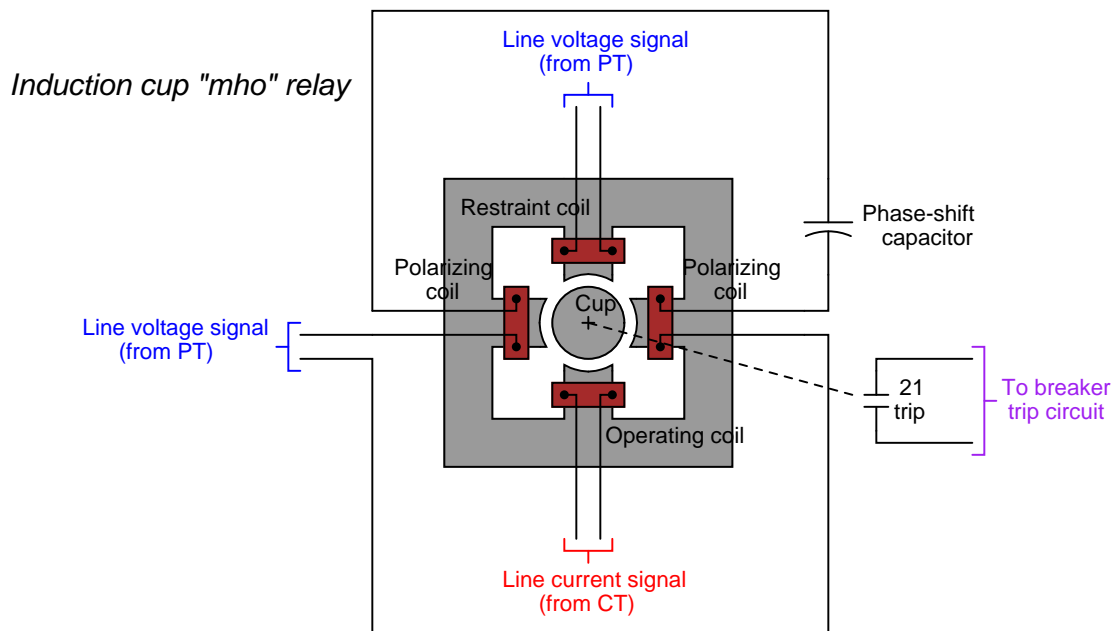 Induction cup "mho" relay
Line voltage signal
(from PT)
Restraint coil
Phase-shift
capacitor
Polarizing
coil
Polarizing
coil
Cup
Line voltage signal
(from PT)
21
trip
To breaker
trip circuit
Operating coil
Line current signal
(from CT)